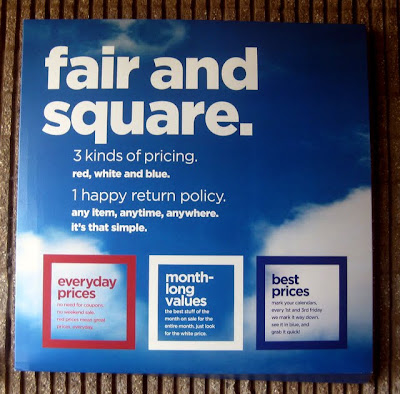 fair and
square.
3 kinds of pricing.
red, white and blue.
1 happy return policy.
any item, anytime, anywhere.
it's that simple.
everyday
prices
no need for coupons,
no weekend sale.
red prices mean great
prices, everyday.
month-
long
values
the best stuff of the
month on sale for the
entire month. just look
for the white price.
best
prices
mark your calendars,
every 1st and 3rd friday
we mark it way down.
see it in blue, and
grab it quick!